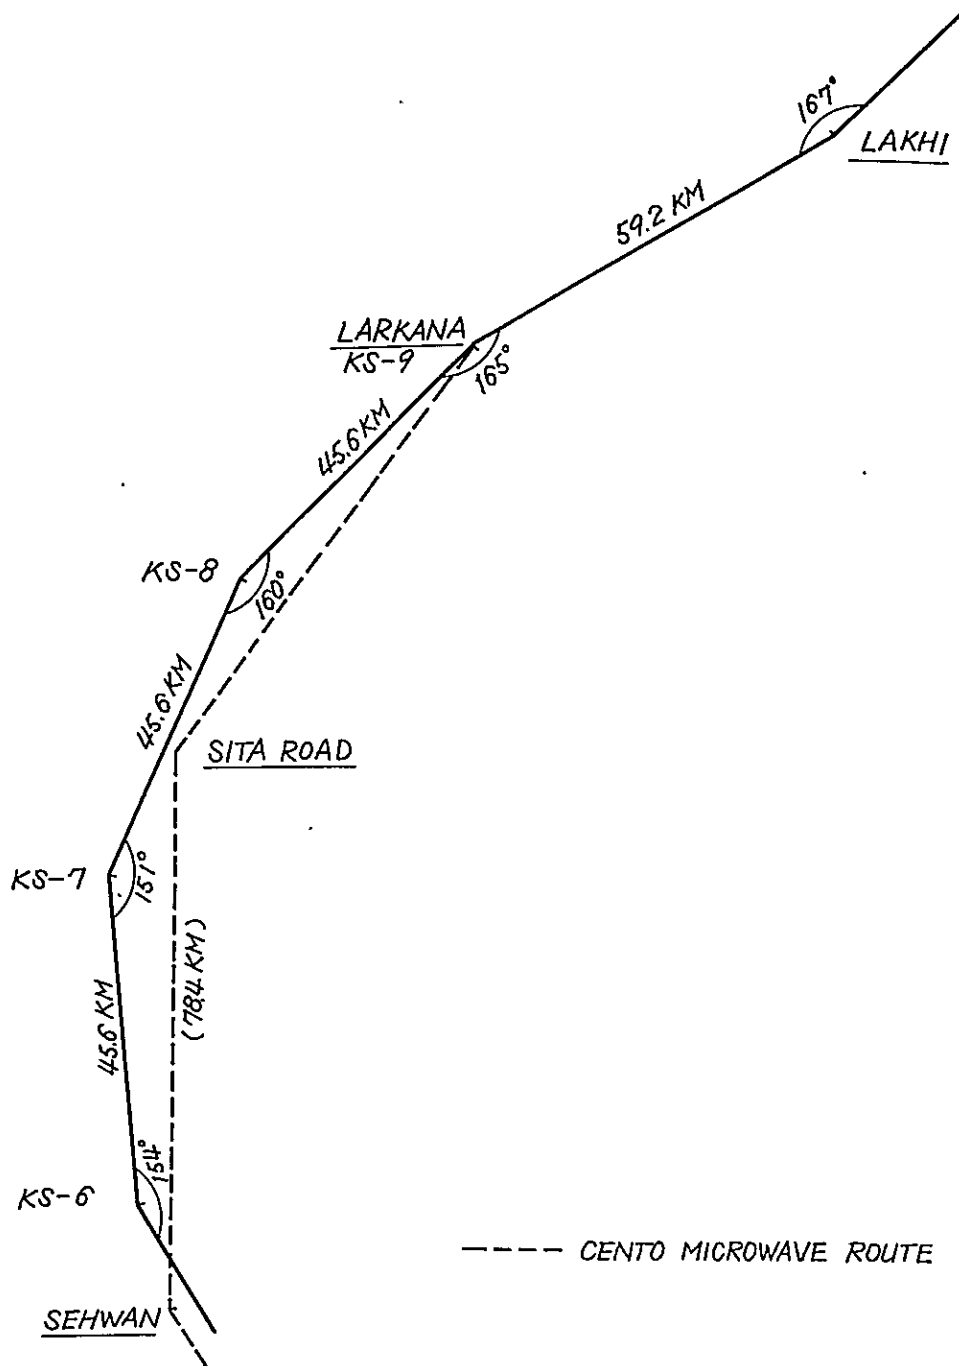 167°
LAKHI
59.2 KM
LARKANA
KS-9
165°
45.6 KM
KS-8
160°
45.6 KM
SITA ROAD
KS-7
151°
(78.4 KM)
45.6 KM
154°
KS-6
CENTO MICROWAVE ROUTE
SEHWAN